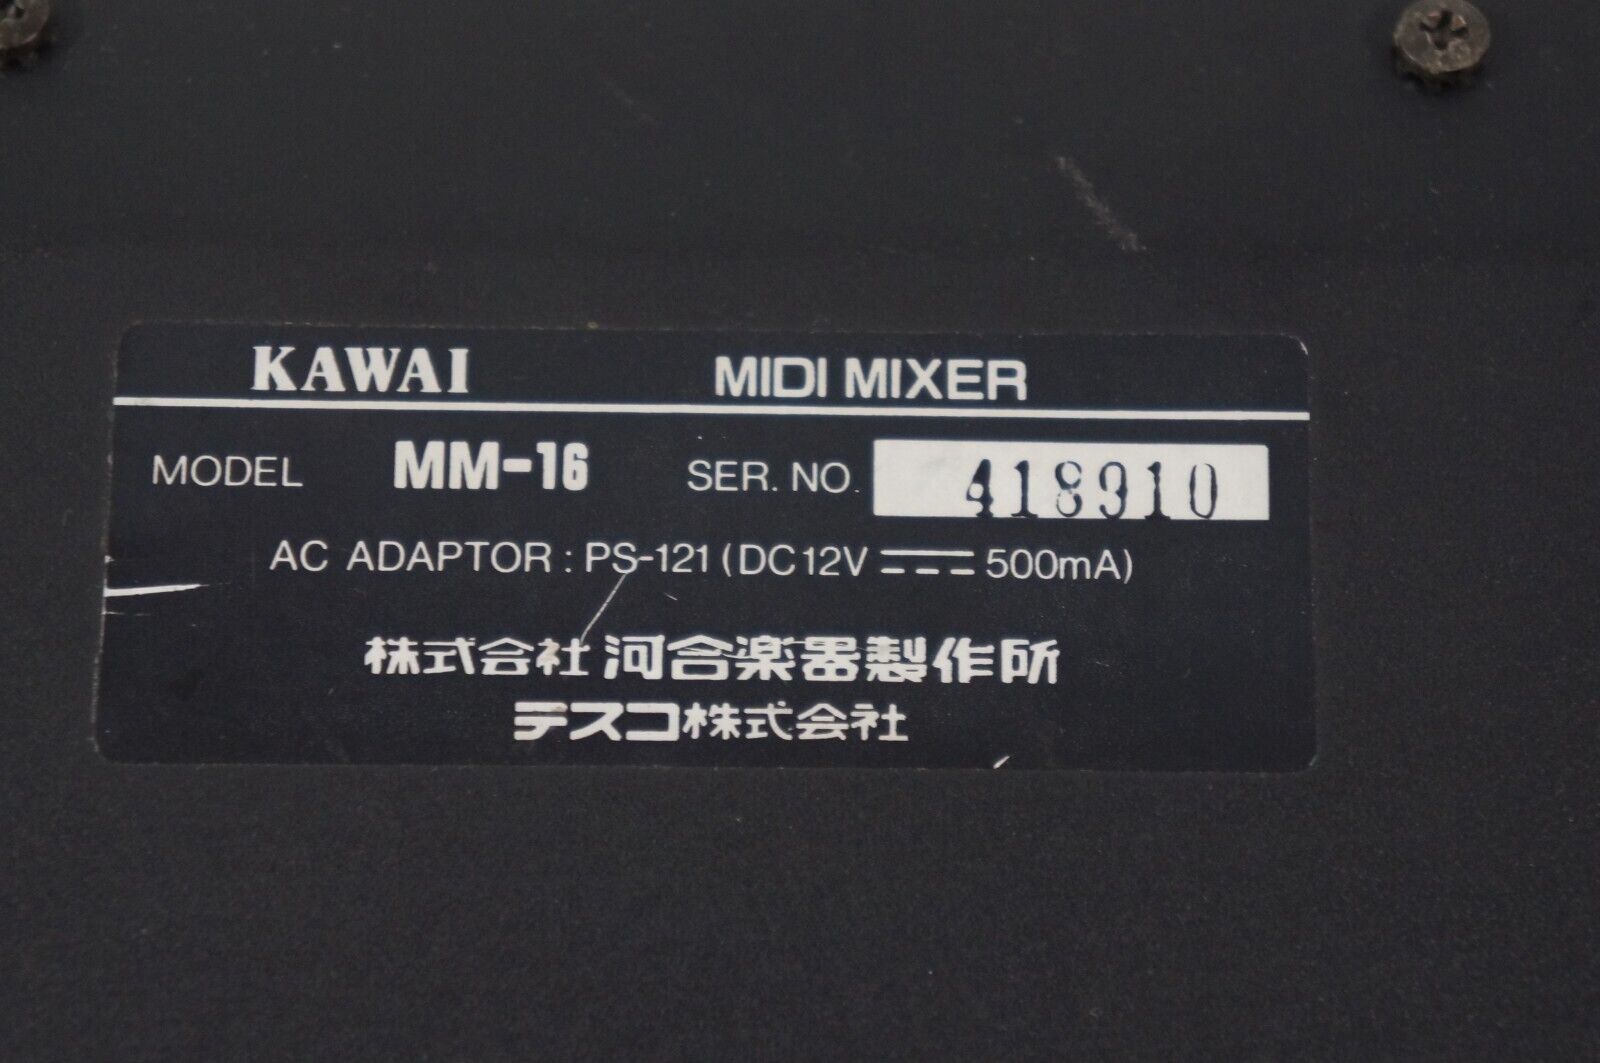 KAWAI MIDI MIXER
MODEL MM-16 SER. NO. 418910
AC ADAPTOR : PS-121 (DC12V ⎓ 500mA)
株式会社 河合楽器製作所
テスコ株式会社